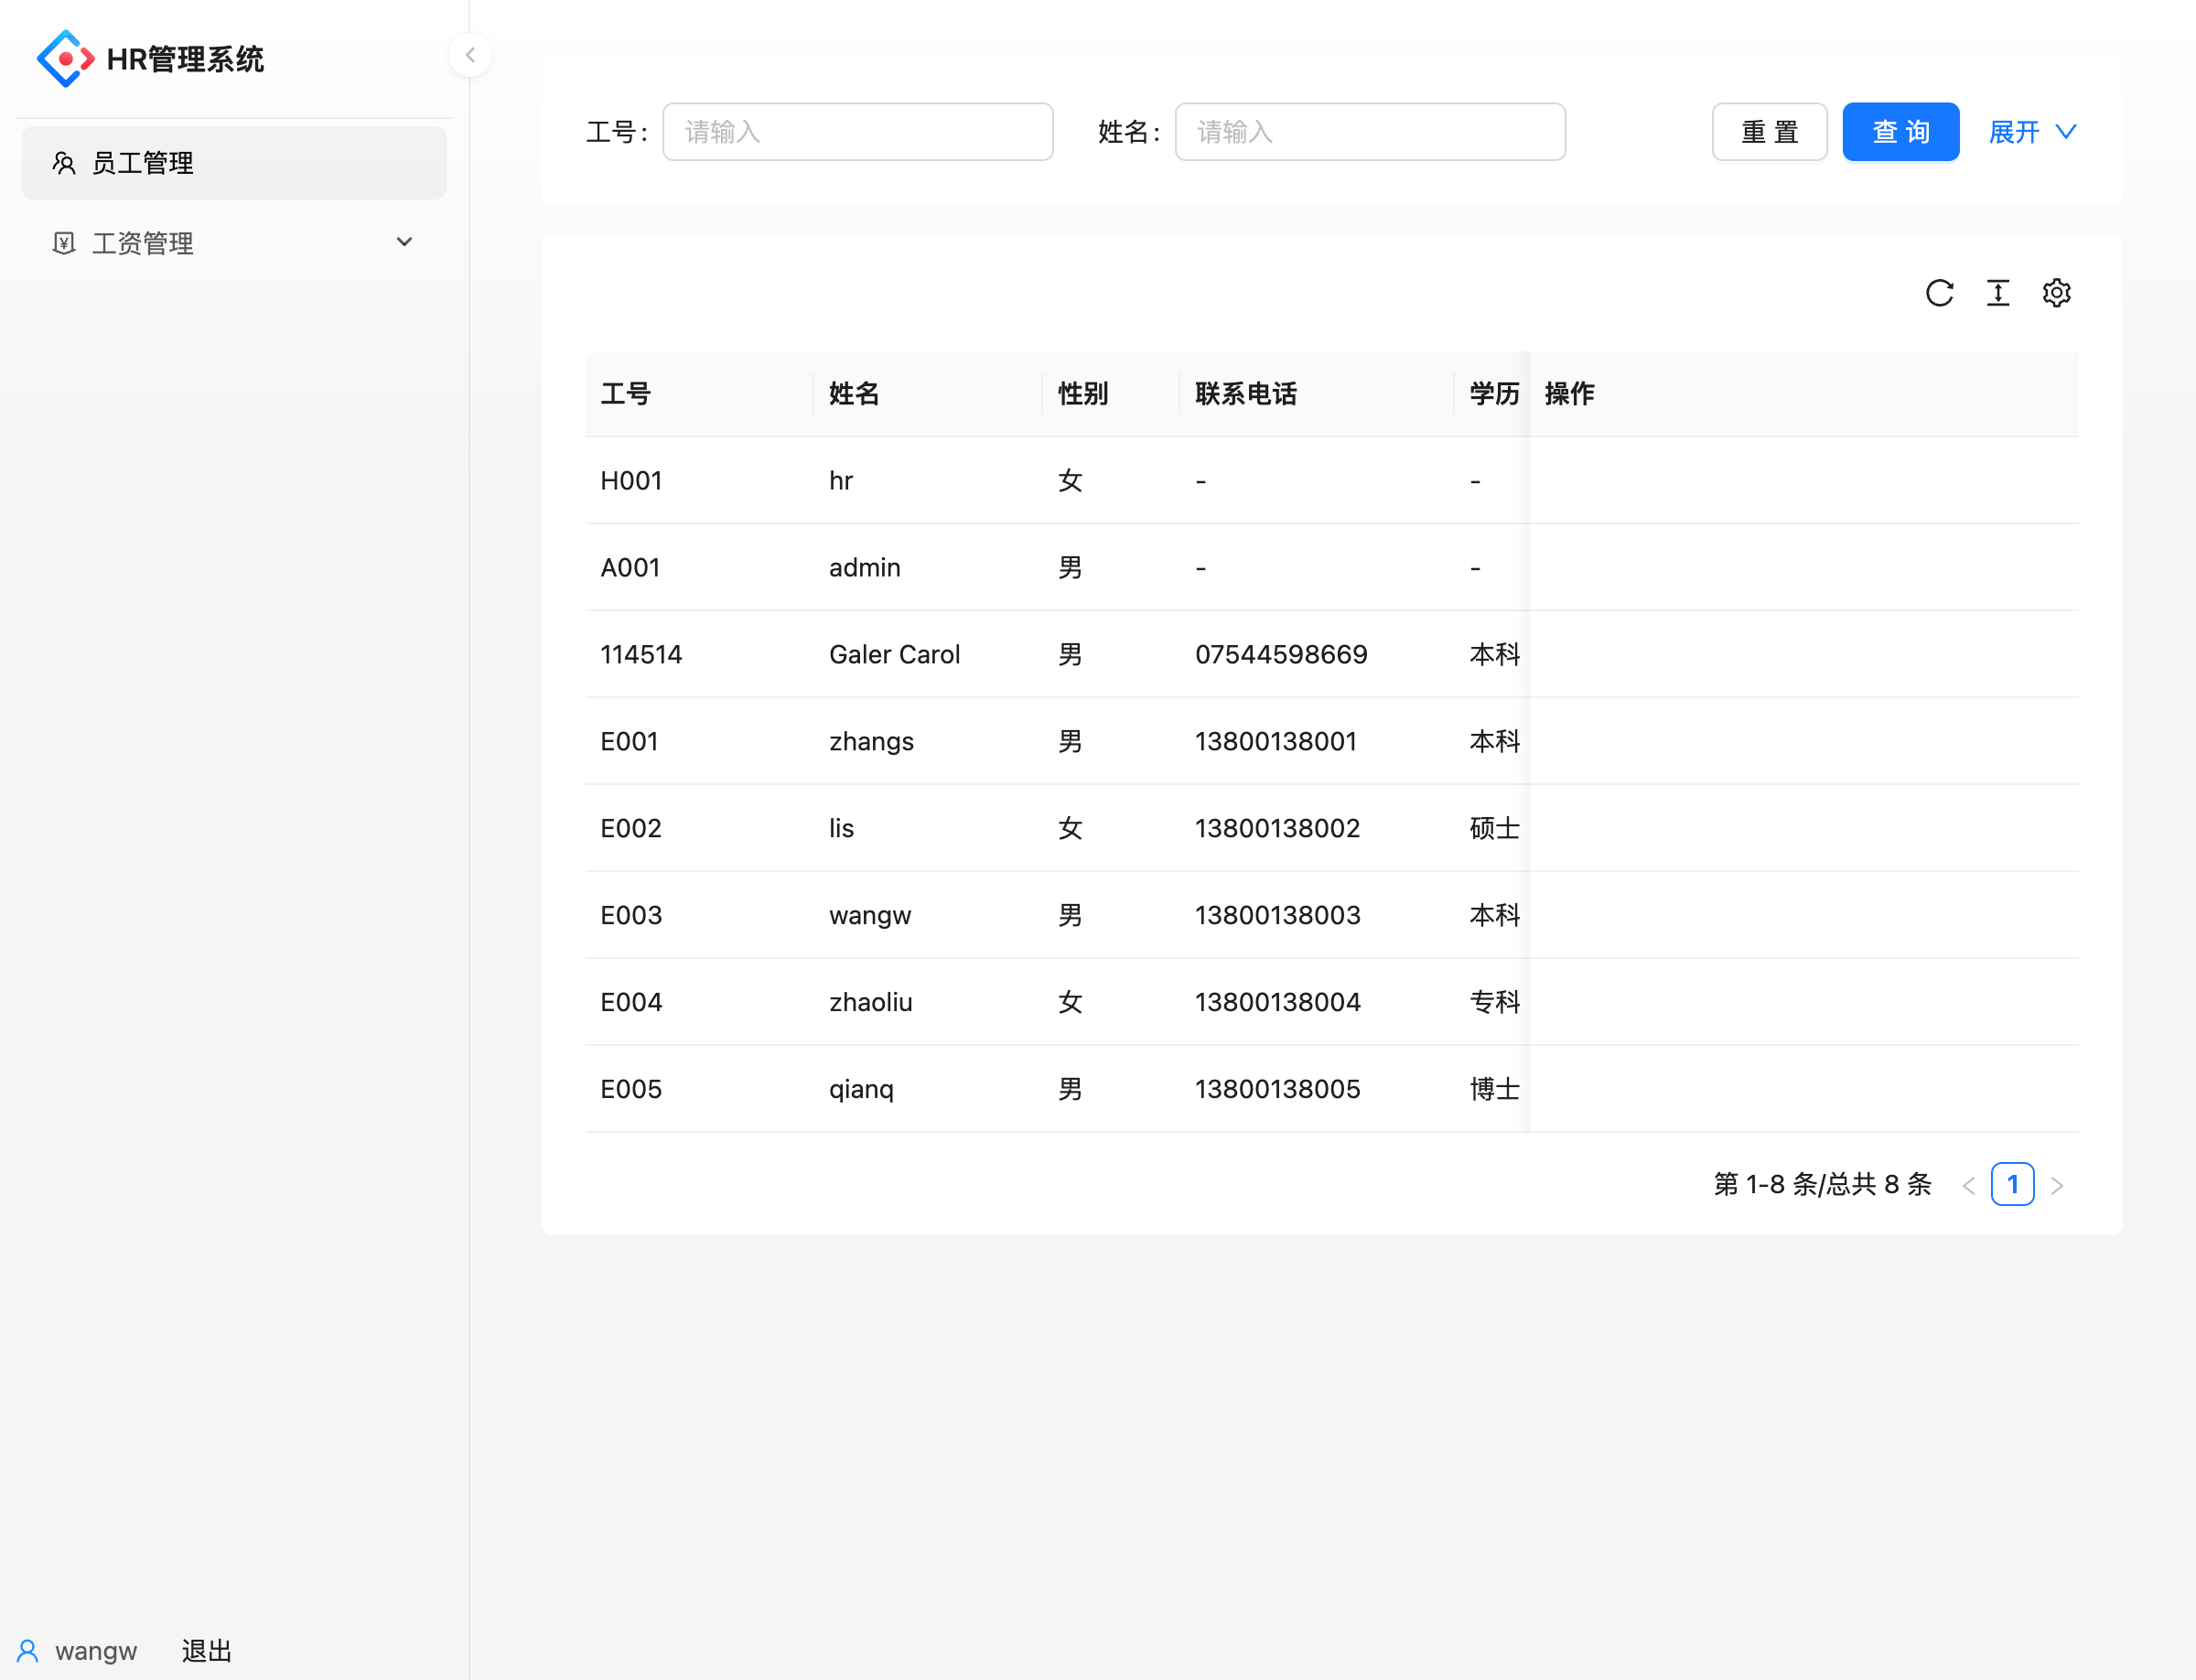 HR管理系统
员工管理
工资管理
工号: 请输入 姓名: 请输入 重 置 查 询 展开
工号 姓名 性别 联系电话 学历 操作
H001 hr 女 - -
A001 admin 男 - -
114514 Galer Carol 男 07544598669 本科
E001 zhangs 男 13800138001 本科
E002 lis 女 13800138002 硕士
E003 wangw 男 13800138003 本科
E004 zhaoliu 女 13800138004 专科
E005 qianq 男 13800138005 博士
第 1-8 条/总共 8 条 < 1 >
wangw 退出